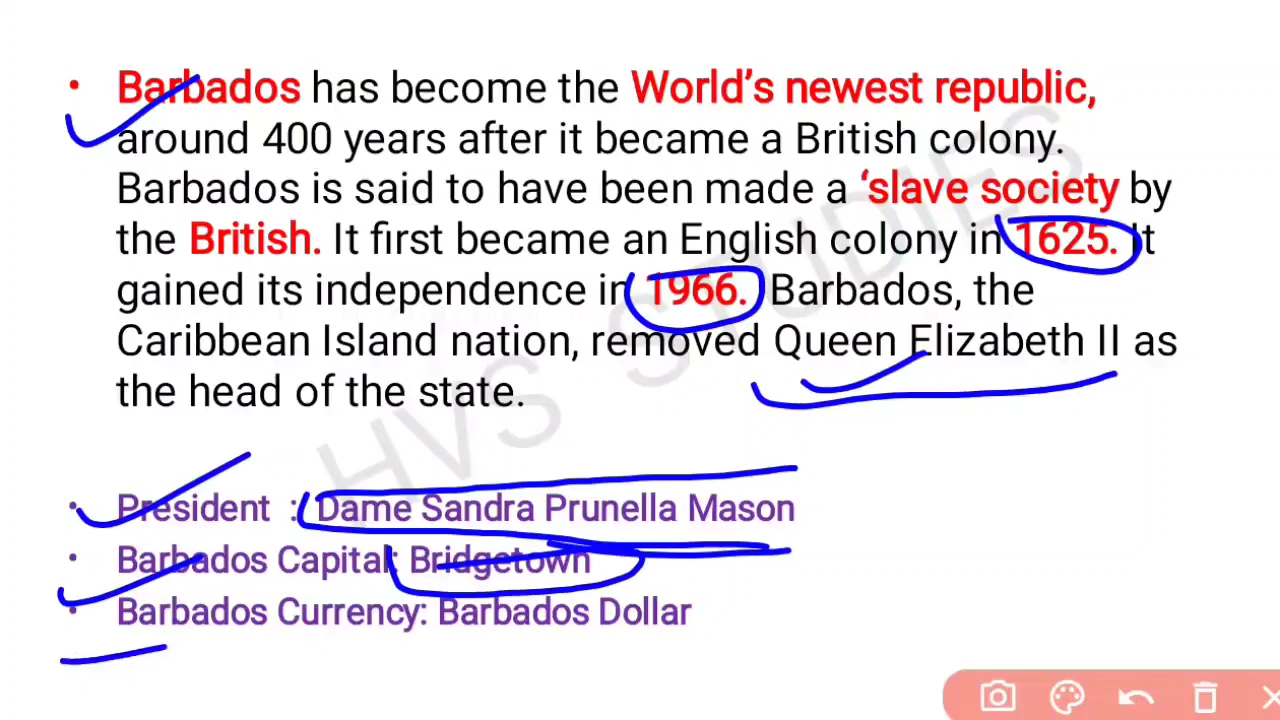 • Barbados has become the World's newest republic,
around 400 years after it became a British colony.
Barbados is said to have been made a ‘slave society by
the British. It first became an English colony in 1625. It
gained its independence in 1966. Barbados, the
Caribbean Island nation, removed Queen Elizabeth II as
the head of the state.
HVS STUDIES
• President : Dame Sandra Prunella Mason
• Barbados Capital: Bridgetown
• Barbados Currency: Barbados Dollar